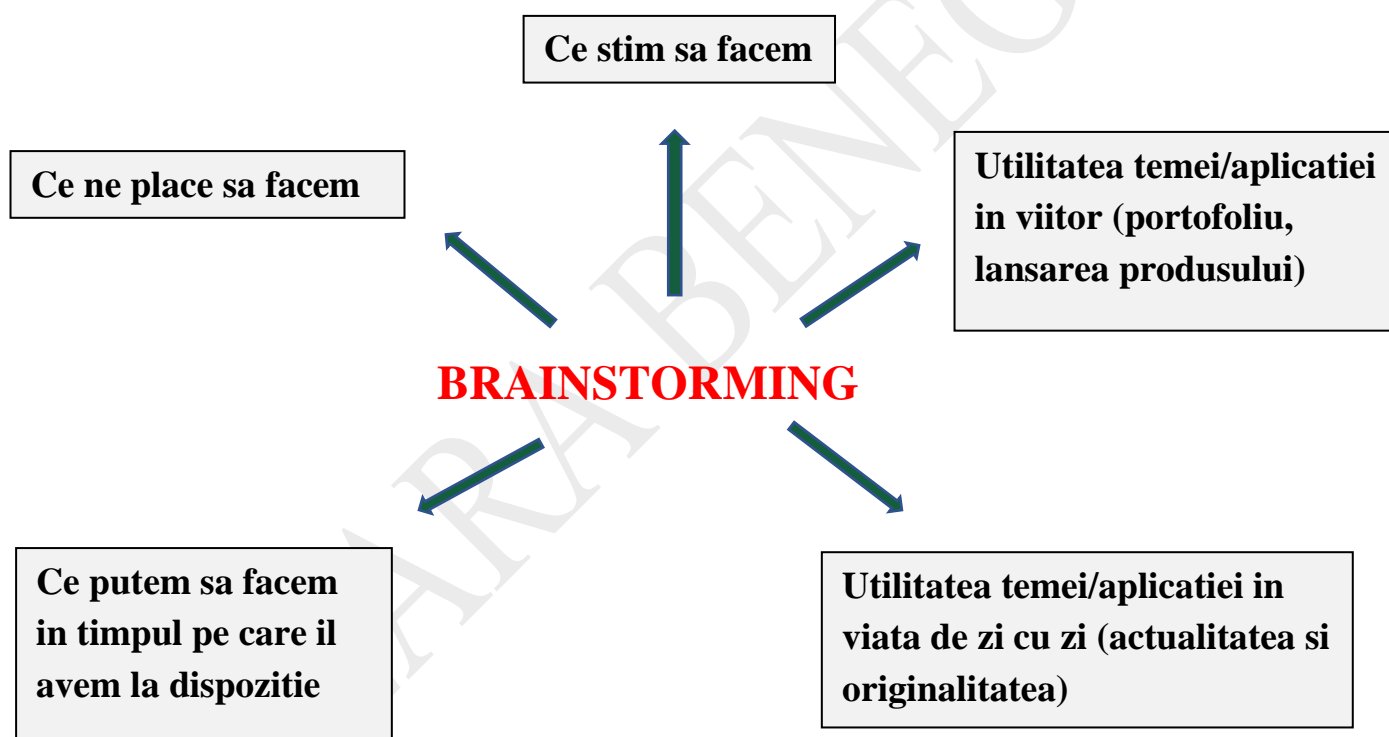 Ce stim sa facem
Ce ne place sa facem
Utilitatea temei/aplicatiei
in viitor (portofoliu,
lansarea produsului)
BRAINSTORMING
Ce putem sa facem
in timpul pe care il
avem la dispozitie
Utilitatea temei/aplicatiei in
viata de zi cu zi (actualitatea si
originalitatea)